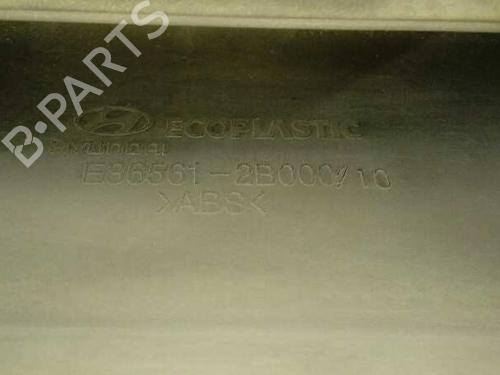 B-PARTS
ECOPLASTIC
E86561-2B000/10
>ABS<